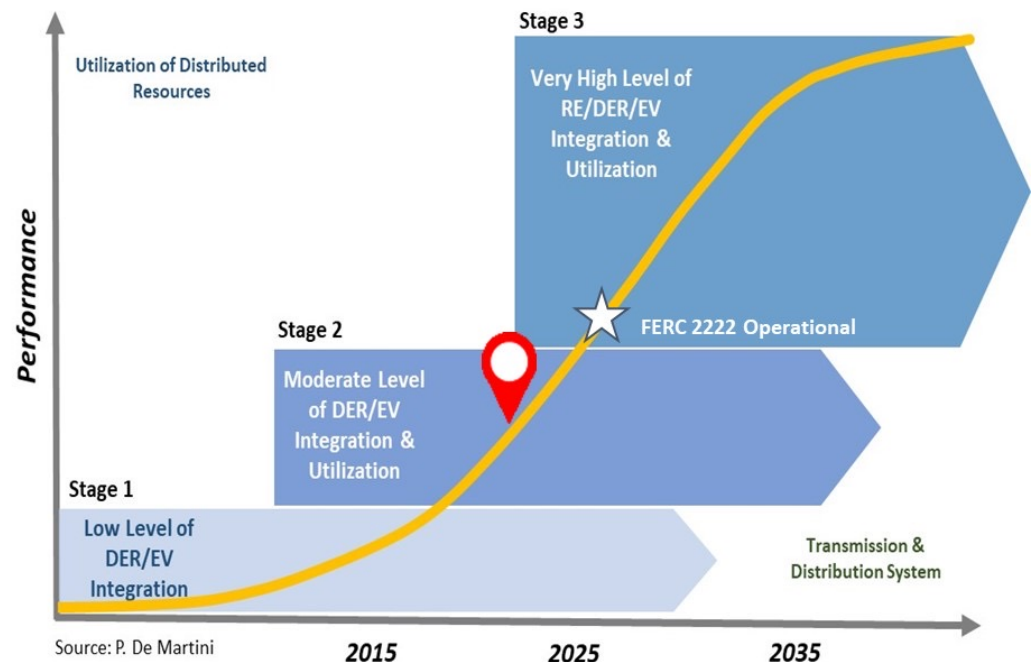 Stage 3
Utilization of Distributed
Resources
Very High Level of
RE/DER/EV
Integration &
Utilization
Performance
Stage 2
FERC 2222 Operational
Moderate Level
of DER/EV
Integration &
Utilization
Stage 1
Low Level of
DER/EV
Integration
Transmission &
Distribution System
Source: P. De Martini
2015
2025
2035